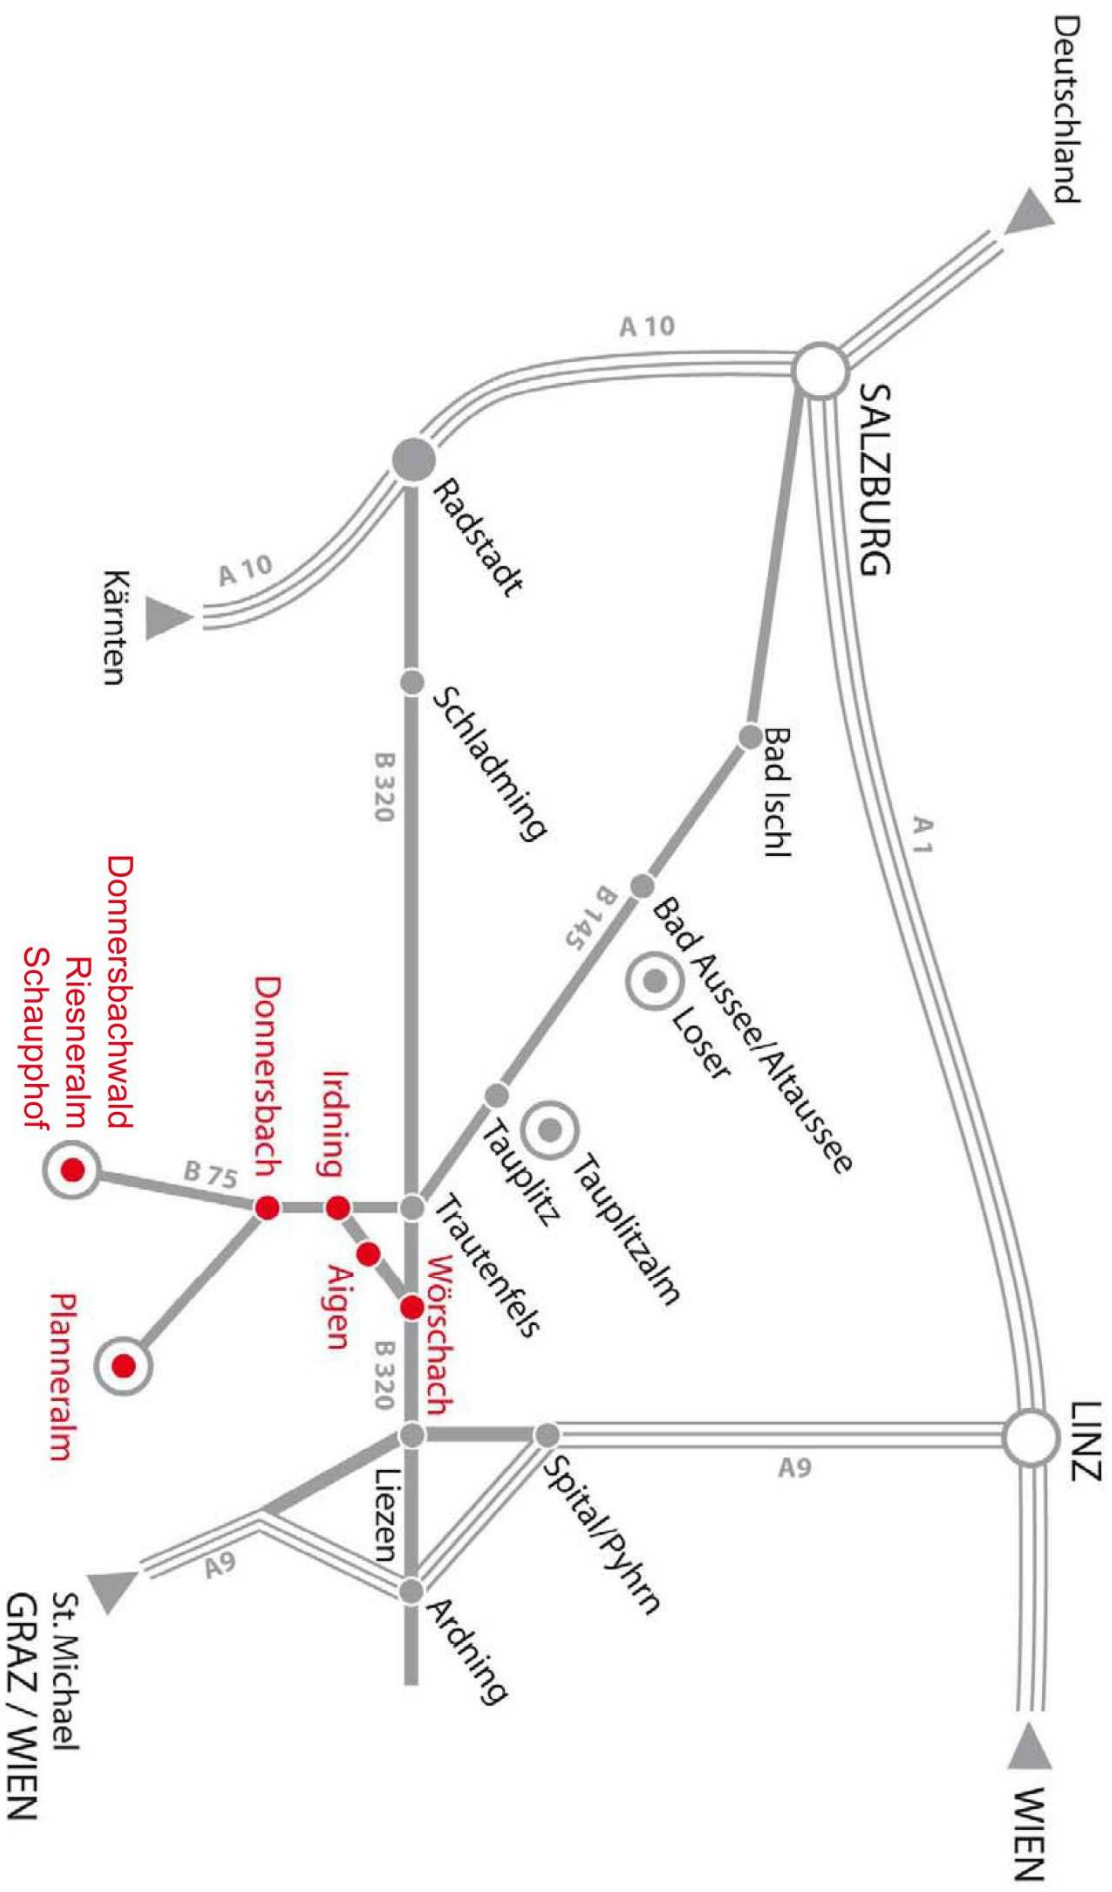 Deutschland
SALZBURG
LINZ
WIEN
A 1
A 10
Bad Ischl
B 145
Bad Aussee/Altaussee
Loser
Tauplitz
Tauplitzalm
A9
Spital/Pyhrn
Radstadt
Schladming
B 320
Trautenfels
Wörschach
B 320
Liezen
Ardning
A 10
Kärnten
Irdning
Aigen
Donnersbach
B 75
Donnersbachwald
Riesneralm
Schaupphof
Planneralm
A9
St. Michael
GRAZ / WIEN